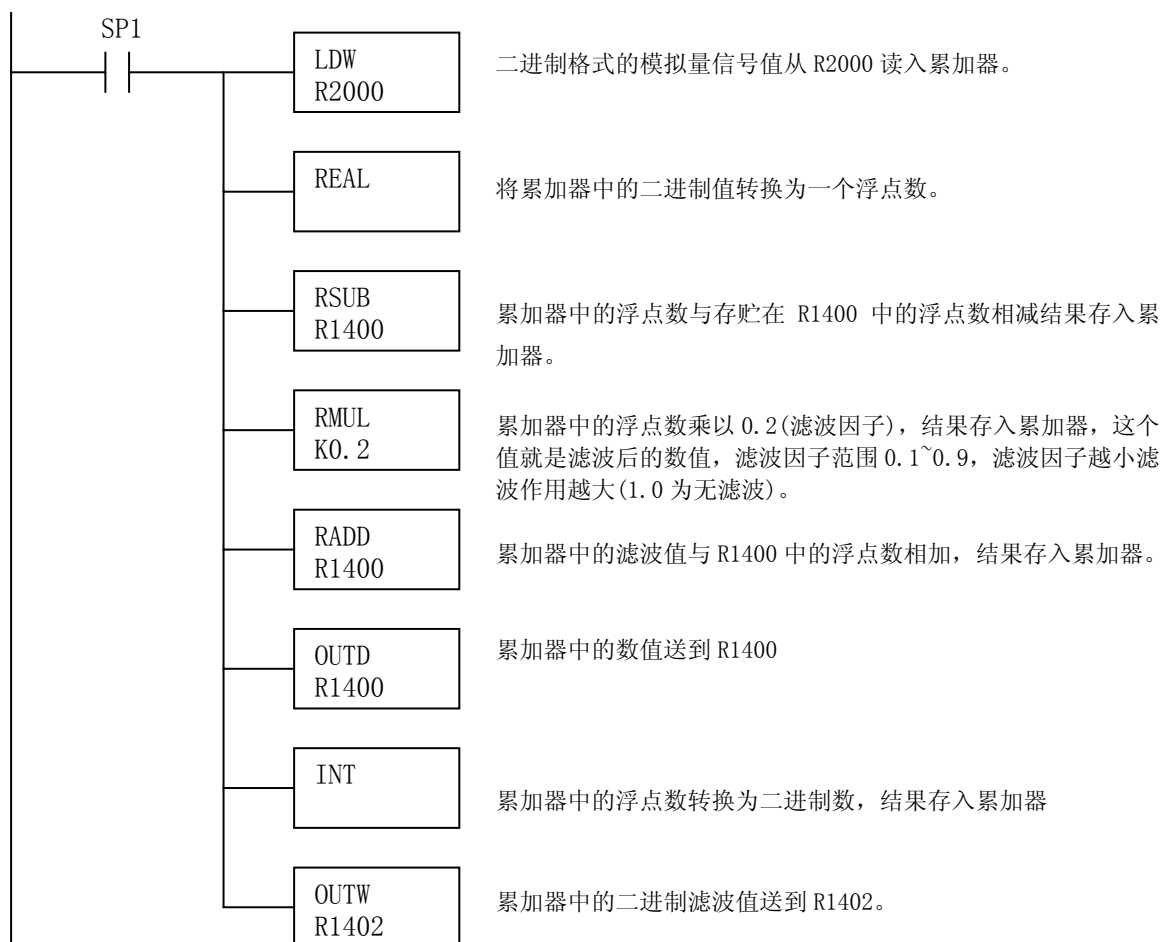 SP1
LDW
R2000
二进制格式的模拟量信号值从 R2000 读入累加器。
REAL
将累加器中的二进制值转换为一个浮点数。
RSUB
R1400
累加器中的浮点数与存贮在 R1400 中的浮点数相减结果存入累
加器。
RMUL
K0.2
累加器中的浮点数乘以 0.2(滤波因子)，结果存入累加器，这个
值就是滤波后的数值，滤波因子范围 0.1~0.9，滤波因子越小滤
波作用越大(1.0 为无滤波)。
RADD
R1400
累加器中的滤波值与 R1400 中的浮点数相加，结果存入累加器。
OUTD
R1400
累加器中的数值送到 R1400
INT
累加器中的浮点数转换为二进制数，结果存入累加器
OUTW
R1402
累加器中的二进制滤波值送到 R1402。